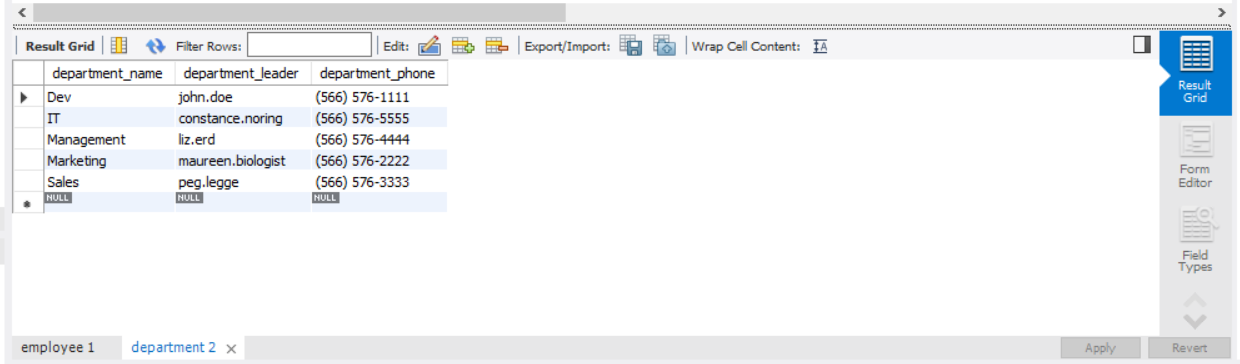 Result Grid Filter Rows: Edit: Export/Import: Wrap Cell Content: IA
department_name department_leader department_phone
Dev john.doe (566) 576-1111
IT constance.noring (566) 576-5555
Management liz.erd (566) 576-4444
Marketing maureen.biologist (566) 576-2222
Sales peg.legge (566) 576-3333
NULL NULL NULL
Result
Grid
Form
Editor
Field
Types
employee 1 department 2 × Apply Revert